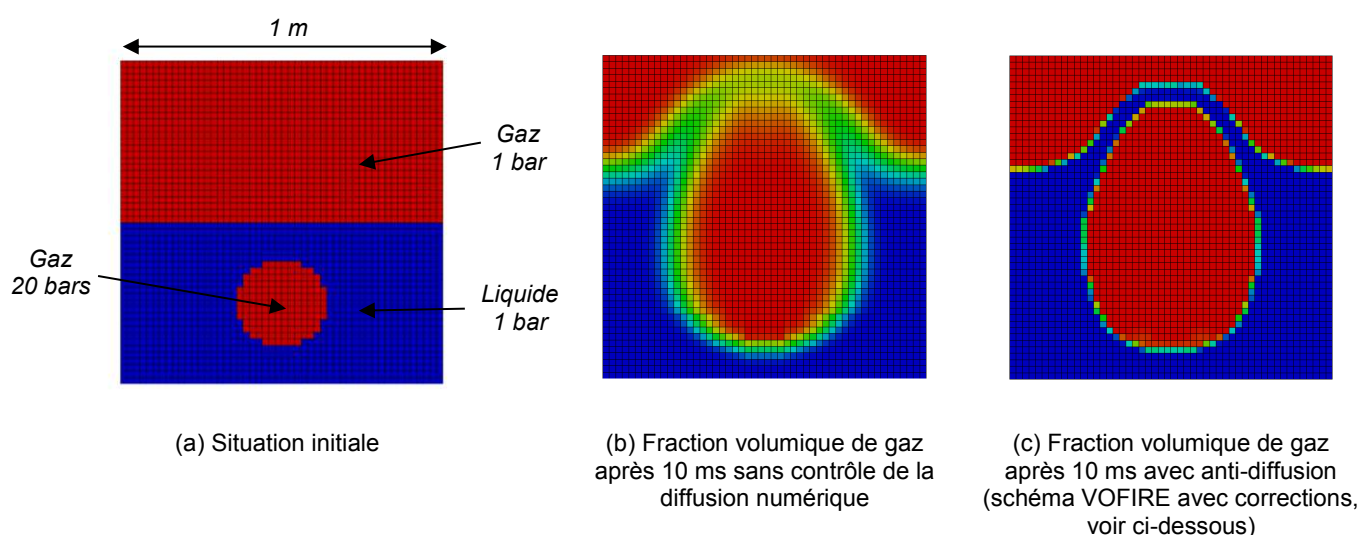 1 m
Gaz
1 bar
Gaz
20 bars
Liquide
1 bar
(a) Situation initiale
(b) Fraction volumique de gaz
après 10 ms sans contrôle de la
diffusion numérique
(c) Fraction volumique de gaz
après 10 ms avec anti-diffusion
(schéma VOFIRE avec corrections,
voir ci-dessous)